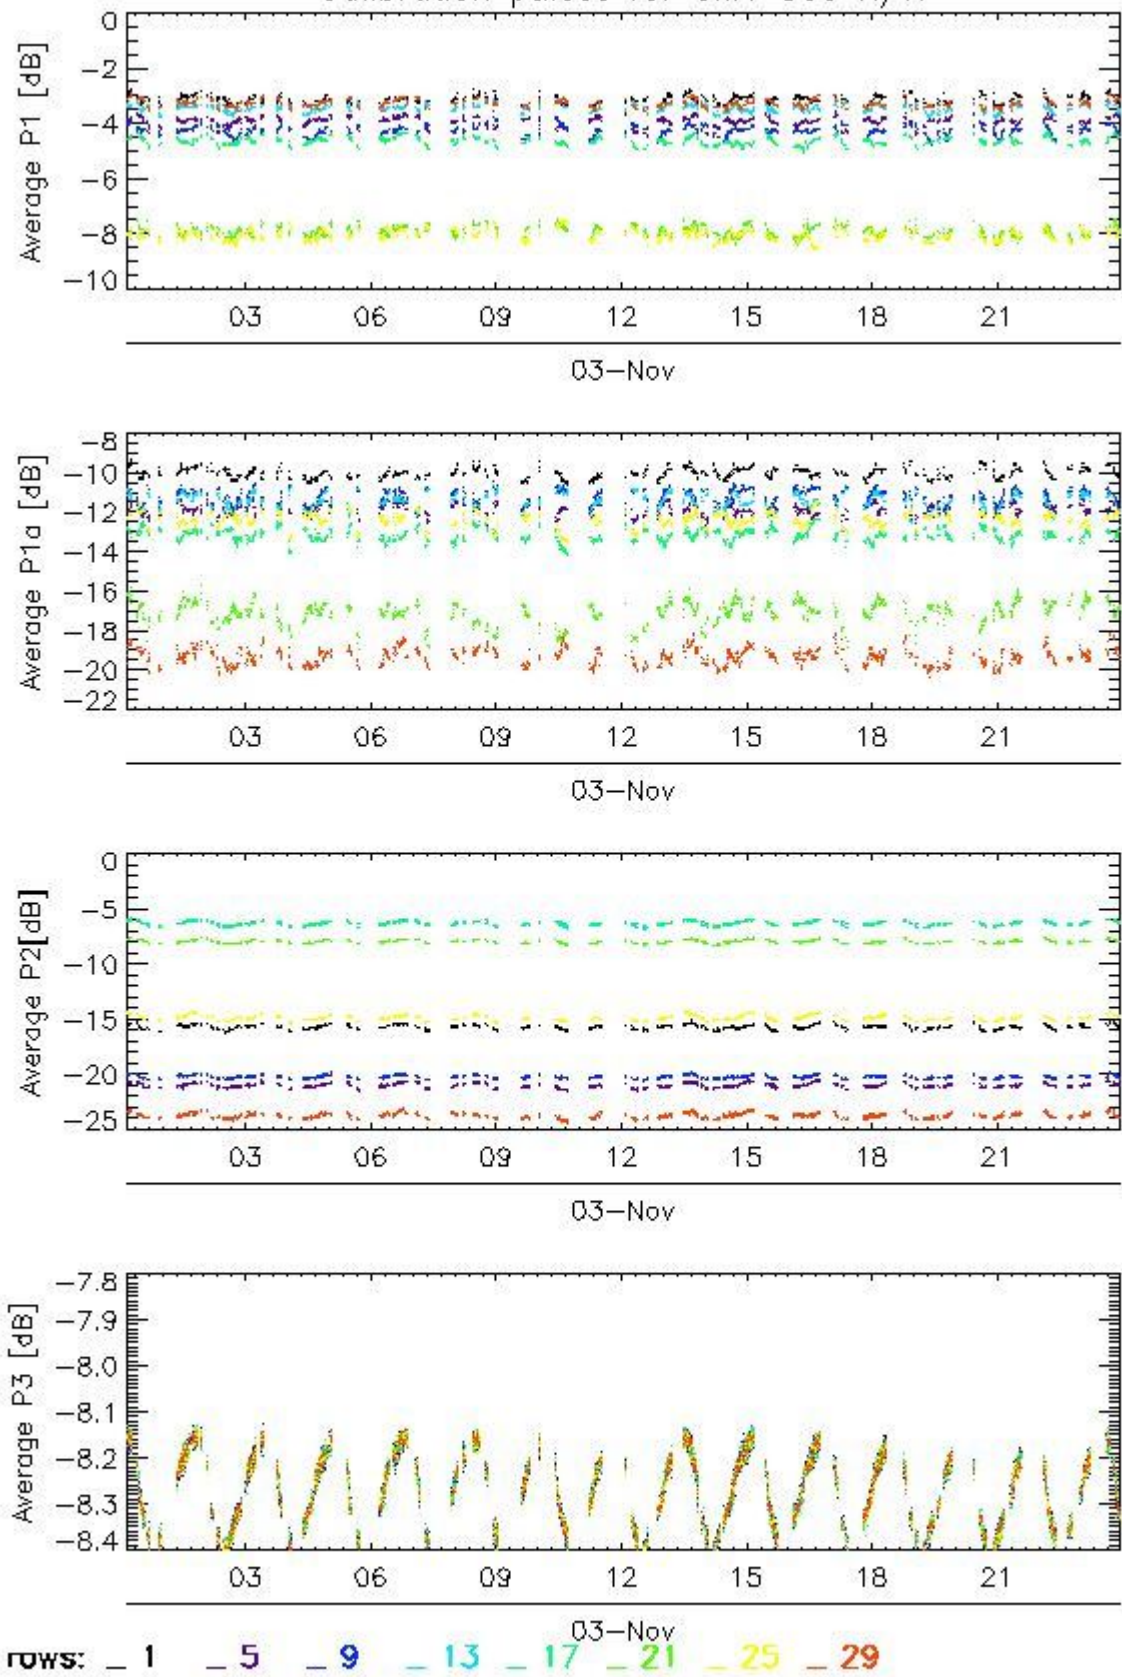 0
-2
-4
-6
-8
-10
Average P1 [dB]
03 06 09 12 15 18 21
03-Nov
-8
-10
-12
-14
-16
-18
-20
-22
Average P1a [dB]
03 06 09 12 15 18 21
03-Nov
0
-5
-10
-15
-20
-25
Average P2[dB]
03 06 09 12 15 18 21
03-Nov
-7.8
-7.9
-8.0
-8.1
-8.2
-8.3
-8.4
Average P3 [dB]
03 06 09 12 15 18 21
03-Nov
rows: _ 1 _ 5 _ 9 _ 13 _ 17 _ 21 _ 25 _ 29